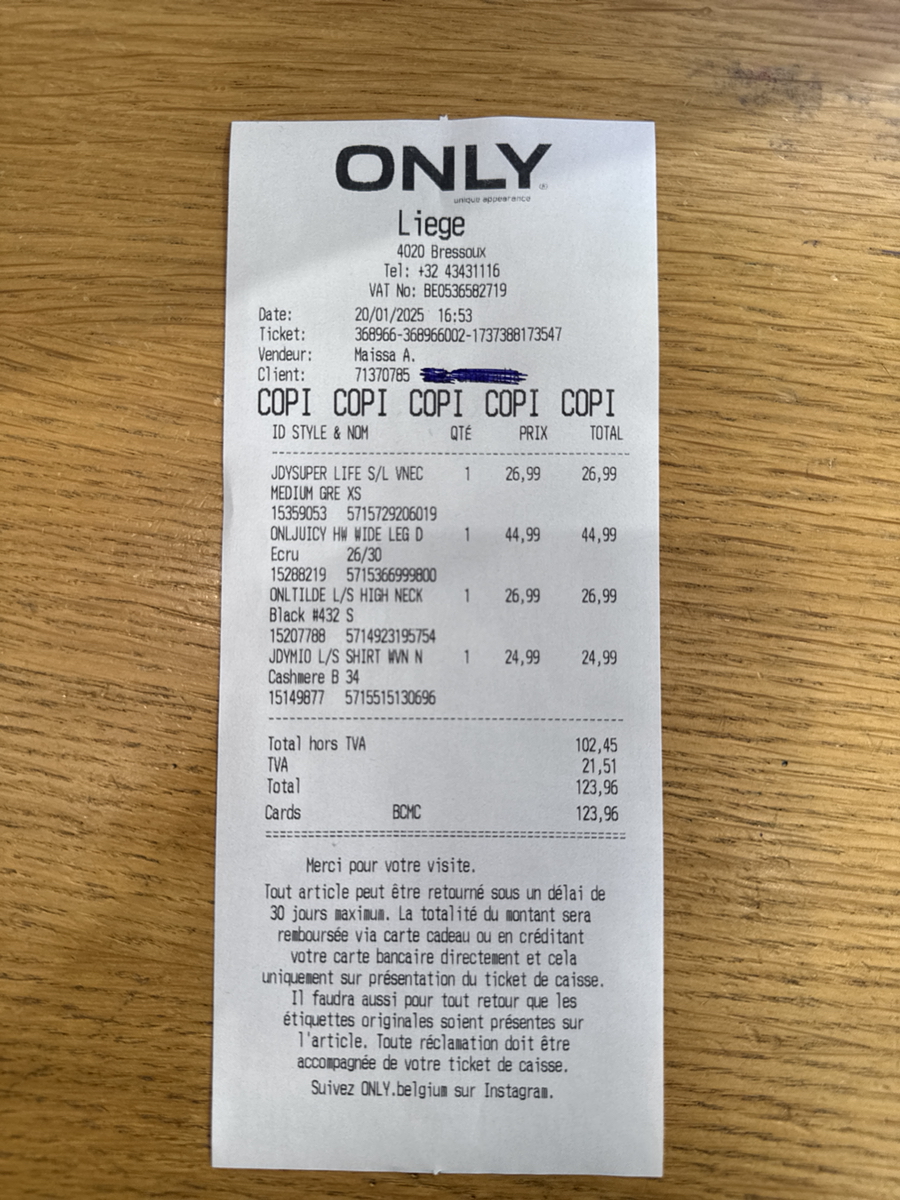 ONLY®
unique appearance
Liege
4020 Bressoux
Tel: +32 43431116
VAT No: BE0536582719
Date: 20/01/2025 16:53
Ticket: 368966-368966002-1737388173547
Vendeur: Maissa A.
Client: 71370785
COPI COPI COPI COPI COPI
ID STYLE & NOM QTÉ PRIX TOTAL
JDYSUPER LIFE S/L VNEC 1 26,99 26,99
MEDIUM GRE XS
15359053 5715729206019
ONLJUICY HW WIDE LEG D 1 44,99 44,99
Ecru 26/30
15288219 5715366999800
ONLTILDE L/S HIGH NECK 1 26,99 26,99
Black #432 S
15207788 5714923195754
JDYMIO L/S SHIRT WVN N 1 24,99 24,99
Cashmere B 34
15149877 5715515130696
Total hors TVA 102,45
TVA 21,51
Total 123,96
Cards BCMC 123,96
Merci pour votre visite.
Tout article peut être retourné sous un délai de
30 jours maximum. La totalité du montant sera
remboursée via carte cadeau ou en créditant
votre carte bancaire directement et cela
uniquement sur présentation du ticket de caisse.
Il faudra aussi pour tout retour que les
étiquettes originales soient présentes sur
l'article. Toute réclamation doit être
accompagnée de votre ticket de caisse.
Suivez ONLY.belgium sur Instagram.